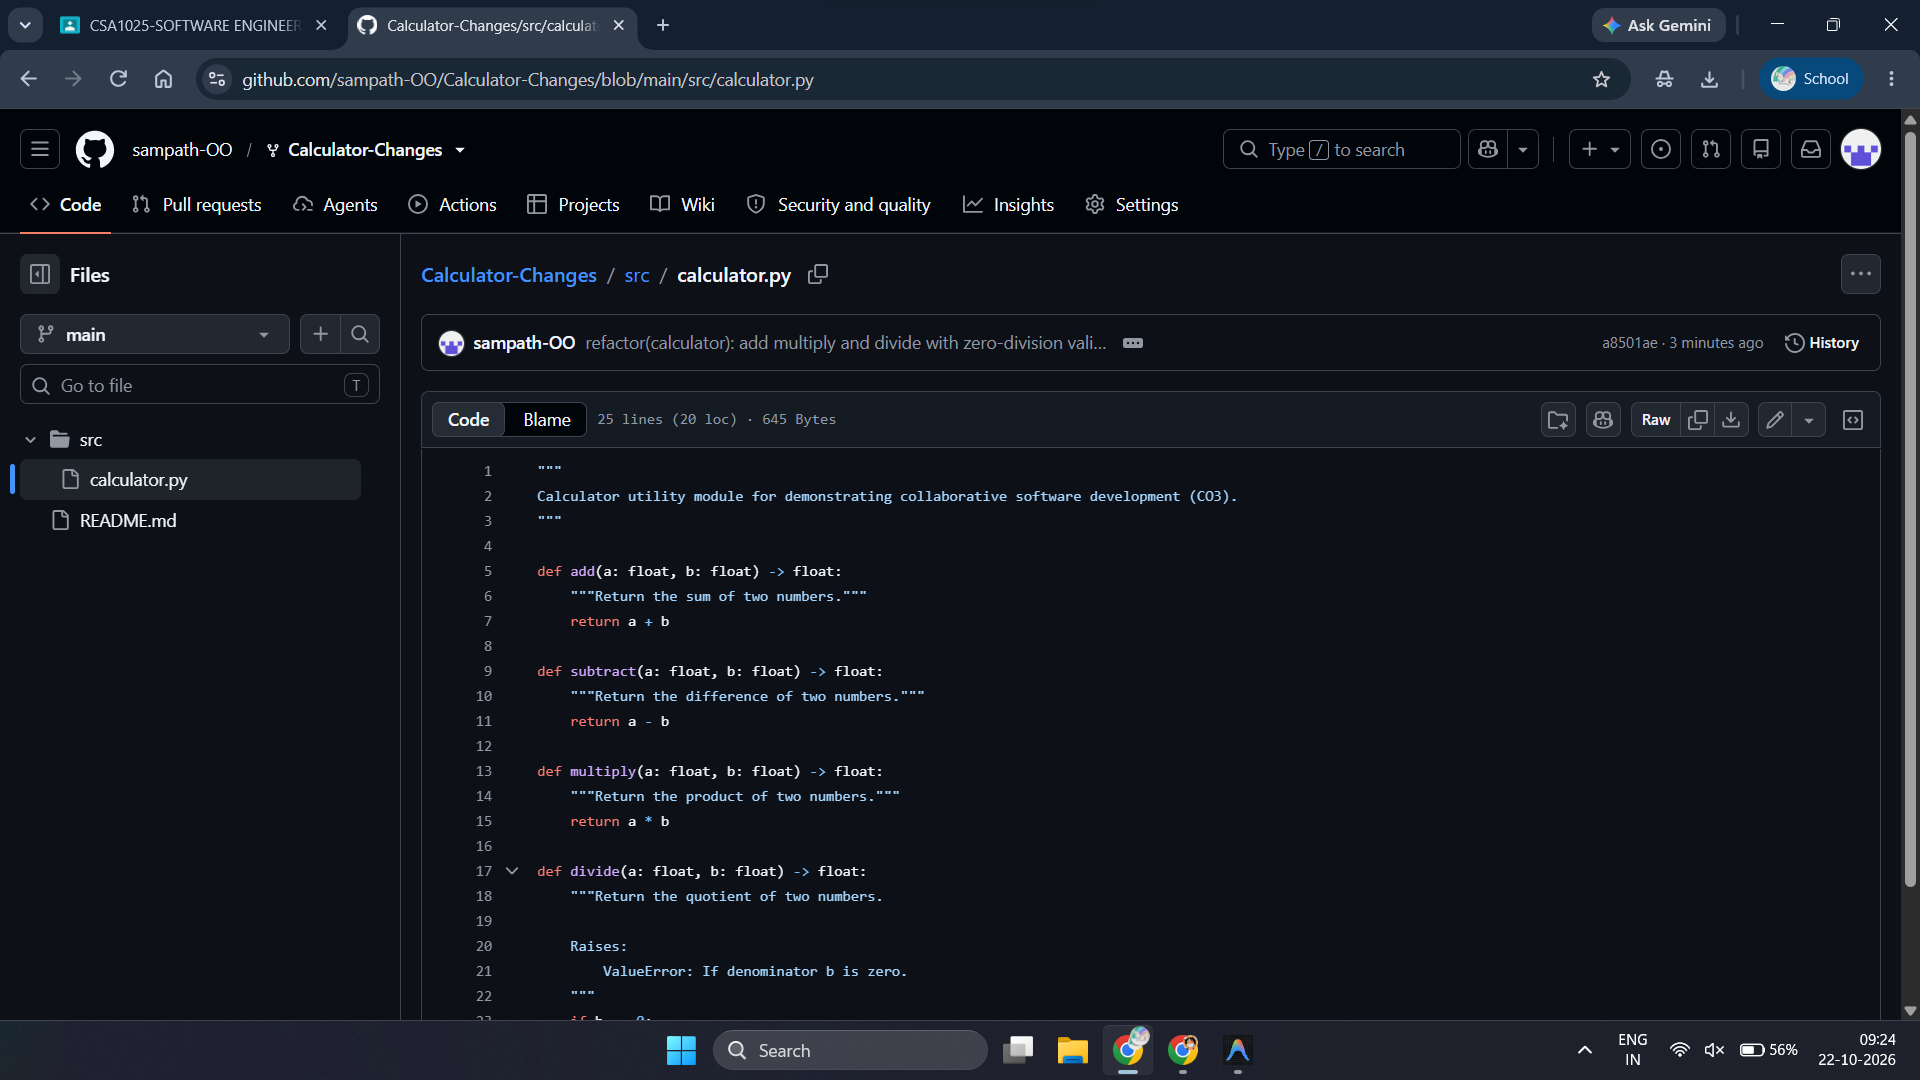 CSA1025-SOFTWARE ENGINEER
Calculator-Changes/src/calculat
Ask Gemini
github.com/sampath-OO/Calculator-Changes/blob/main/src/calculator.py
School
sampath-OO / Calculator-Changes
Type / to search
Code
Pull requests
Agents
Actions
Projects
Wiki
Security and quality
Insights
Settings
Files
main
Go to file
T
src
calculator.py
README.md
Calculator-Changes / src / calculator.py
sampath-OO refactor(calculator): add multiply and divide with zero-division vali...
a8501ae · 3 minutes ago
History
Code
Blame
25 lines (20 loc) · 645 Bytes
Raw
1 """
2 Calculator utility module for demonstrating collaborative software development (CO3).
3 """
4
5 def add(a: float, b: float) -> float:
6 """Return the sum of two numbers."""
7 return a + b
8
9 def subtract(a: float, b: float) -> float:
10 """Return the difference of two numbers."""
11 return a - b
12
13 def multiply(a: float, b: float) -> float:
14 """Return the product of two numbers."""
15 return a * b
16
17 def divide(a: float, b: float) -> float:
18 """Return the quotient of two numbers.
19
20 Raises:
21 ValueError: If denominator b is zero.
22 """
Search
ENG
IN
56%
09:24
22-10-2026